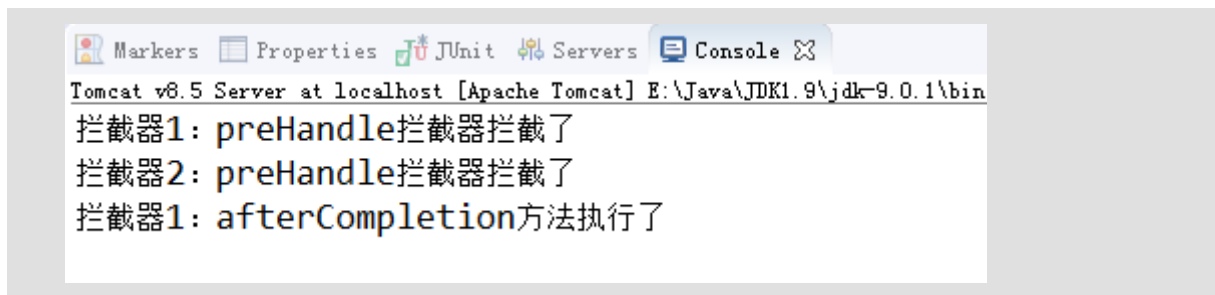 Markers Properties JUnit Servers Console
Tomcat v8.5 Server at localhost [Apache Tomcat] E:\Java\JDK1.9\jdk-9.0.1\bin
拦截器1：preHandle拦截器拦截了
拦截器2：preHandle拦截器拦截了
拦截器1：afterCompletion方法执行了